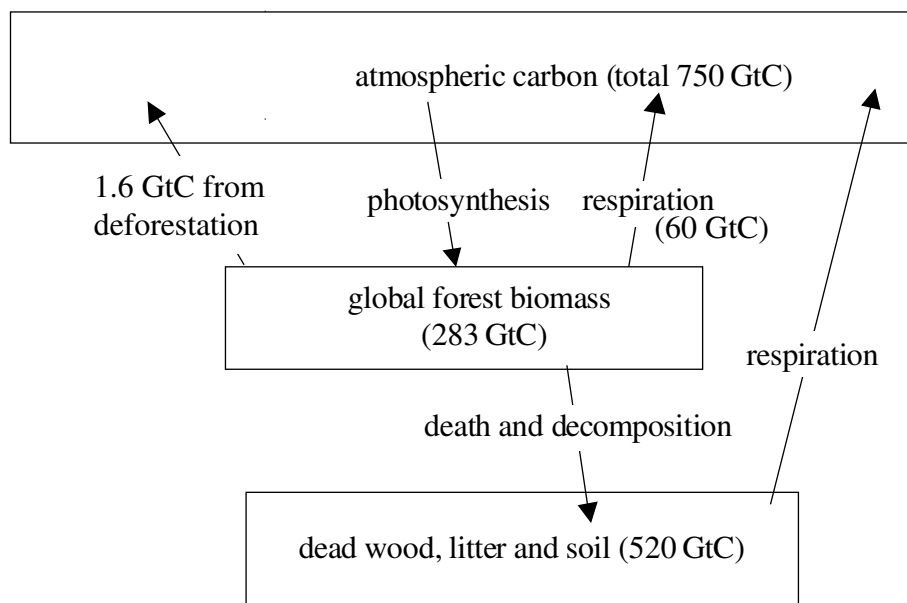 atmospheric carbon (total 750 GtC)
1.6 GtC from
deforestation
photosynthesis
respiration
(60 GtC)
global forest biomass
(283 GtC)
respiration
death and decomposition
dead wood, litter and soil (520 GtC)